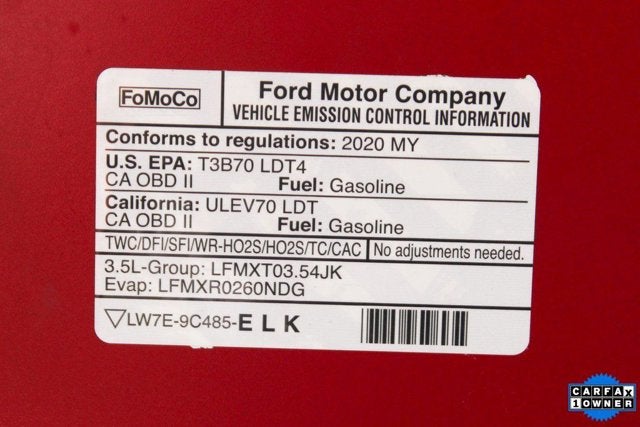 FoMoCo
Ford Motor Company
VEHICLE EMISSION CONTROL INFORMATION
Conforms to regulations: 2020 MY
U.S. EPA: T3B70 LDT4
CA OBD II Fuel: Gasoline
California: ULEV70 LDT
CA OBD II Fuel: Gasoline
TWC/DFI/SFI/WR-HO2S/HO2S/TC/CAC No adjustments needed.
3.5L-Group: LFMXT03.54JK
Evap: LFMXR0260NDG
LW7E-9C485-ELK
CARFAX
1 OWNER